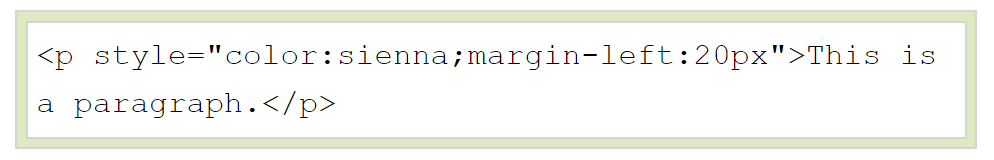 <p style="color:sienna;margin-left:20px">This is
a paragraph.</p>